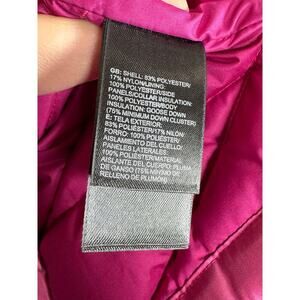 GB: SHELL: 83% POLYESTER/
17% NYLON/LINING:
100% POLYESTER/SIDE
PANELS/COLLAR INSULATION:
100% POLYESTER/BODY
INSULATION: GOOSE DOWN
(75% MINIMUM DOWN CLUSTER)
E: TELA EXTERIOR:
83% POLIÉSTER/17% NILÓN/
FORRO: 100% POLIÉSTER/
AISLAMIENTO DEL CUELLO/
PANELES LATERALES:
100% POLIÉSTER/MATERIAL
AISLANTE DEL CUERPO: PLUMA
DE GANSO (75% MÍNIMO DE
RELLENO DE PLUMÓN)